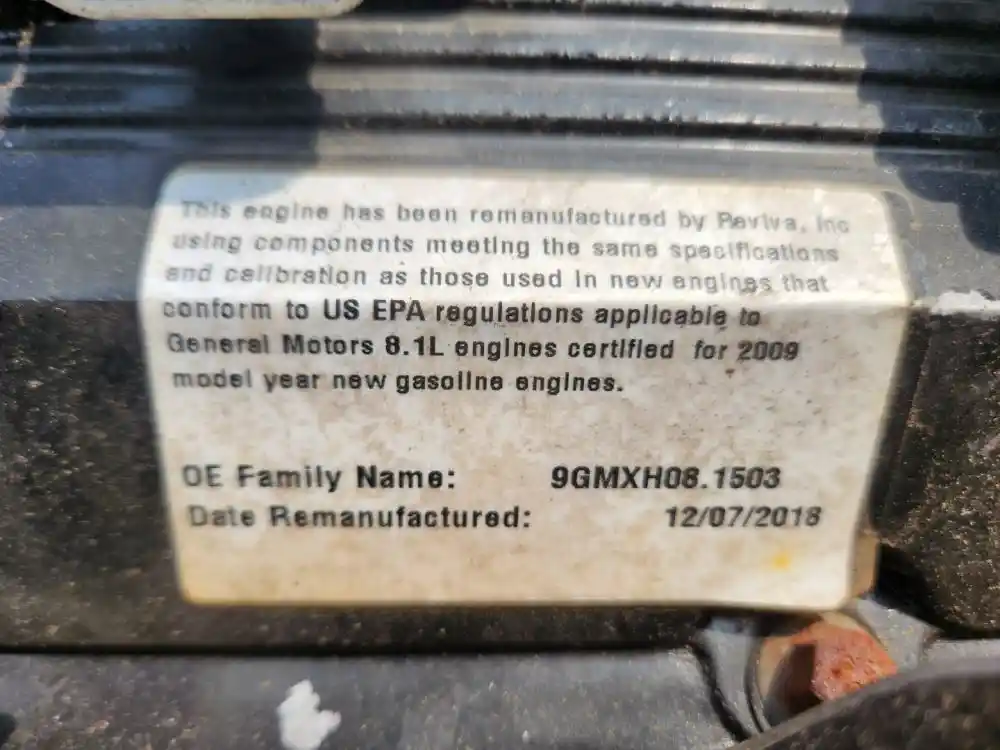 This engine has been remanufactured by Reviva, Inc
using components meeting the same specifications
and calibration as those used in new engines that
conform to US EPA regulations applicable to
General Motors 8.1L engines certified for 2009
model year new gasoline engines.
OE Family Name: 9GMXH08.1503
Date Remanufactured: 12/07/2018